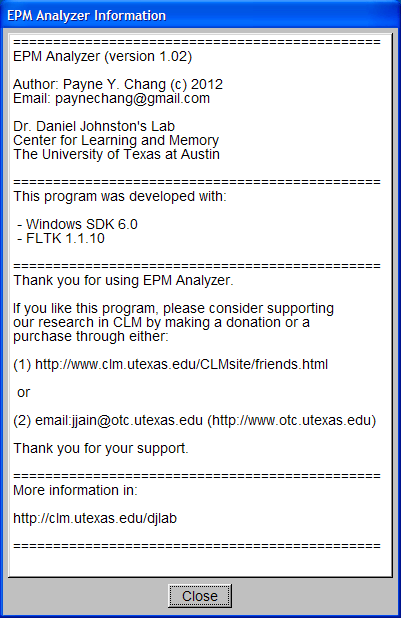 EPM Analyzer Information
==============================================
EPM Analyzer (version 1.02)
Author: Payne Y. Chang (c) 2012
Email: paynechang@gmail.com
Dr. Daniel Johnston's Lab
Center for Learning and Memory
The University of Texas at Austin
==============================================
This program was developed with:
- Windows SDK 6.0
- FLTK 1.1.10
==============================================
Thank you for using EPM Analyzer.
If you like this program, please consider supporting
our research in CLM by making a donation or a
purchase through either:
(1) http://www.clm.utexas.edu/CLMsite/friends.html
or
(2) email:jjain@otc.utexas.edu (http://www.otc.utexas.edu)
Thank you for your support.
==============================================
More information in:
http://clm.utexas.edu/djlab
==============================================
Close